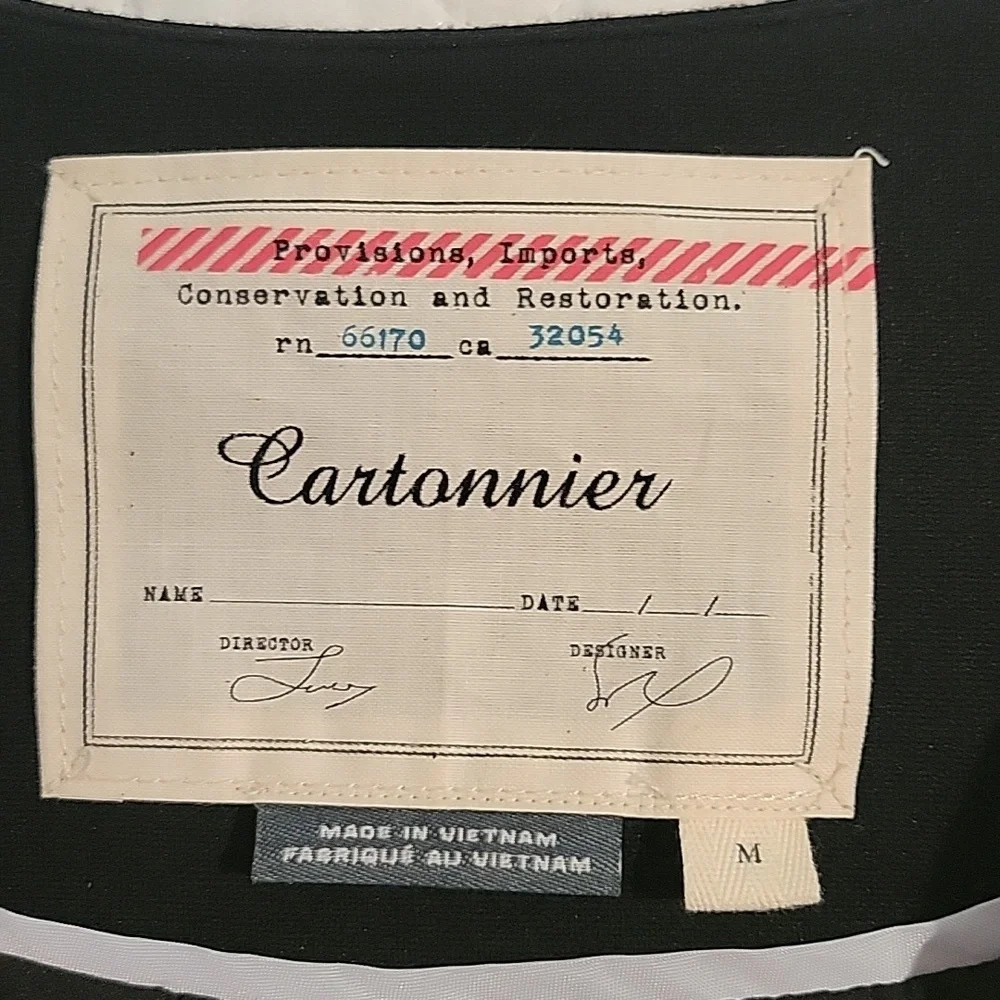 Provisions, Imports,
Conservation and Restoration.
rn 66170 ca 32054
Cartonnier
NAME DATE / /
DIRECTOR DESIGNER
MADE IN VIETNAM
FABRIQUÉ AU VIETNAM
M